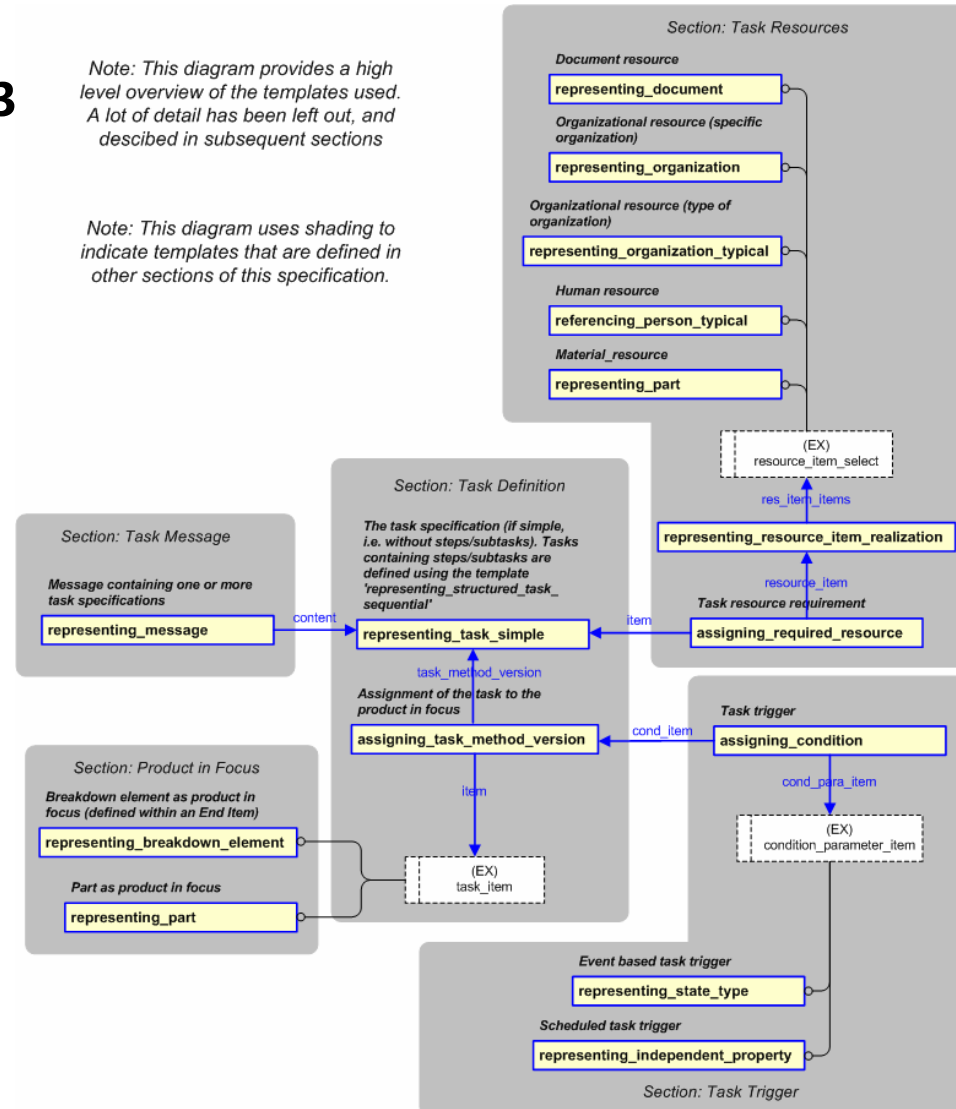 3
Note: This diagram provides a high
level overview of the templates used.
A lot of detail has been left out, and
descibed in subsequent sections
Note: This diagram uses shading to
indicate templates that are defined in
other sections of this specification.
Section: Task Resources
Document resource
representing_document
Organizational resource (specific
organization)
representing_organization
Organizational resource (type of
organization)
representing_organization_typical
Human resource
referencing_person_typical
Material_resource
representing_part
(EX)
resource_item_select
res_item_items
representing_resource_item_realization
resource_item
Task resource requirement
assigning_required_resource
item
Section: Task Definition
The task specification (if simple,
i.e. without steps/subtasks). Tasks
containing steps/subtasks are
defined using the template
'representing_structured_task_
sequential'
representing_task_simple
task_method_version
Assignment of the task to the
product in focus
assigning_task_method_version
item
(EX)
task_item
Section: Task Message
Message containing one or more
task specifications
representing_message
content
Section: Product in Focus
Breakdown element as product in
focus (defined within an End Item)
representing_breakdown_element
Part as product in focus
representing_part
Task trigger
assigning_condition
cond_item
cond_para_item
(EX)
condition_parameter_item
Event based task trigger
representing_state_type
Scheduled task trigger
representing_independent_property
Section: Task Trigger